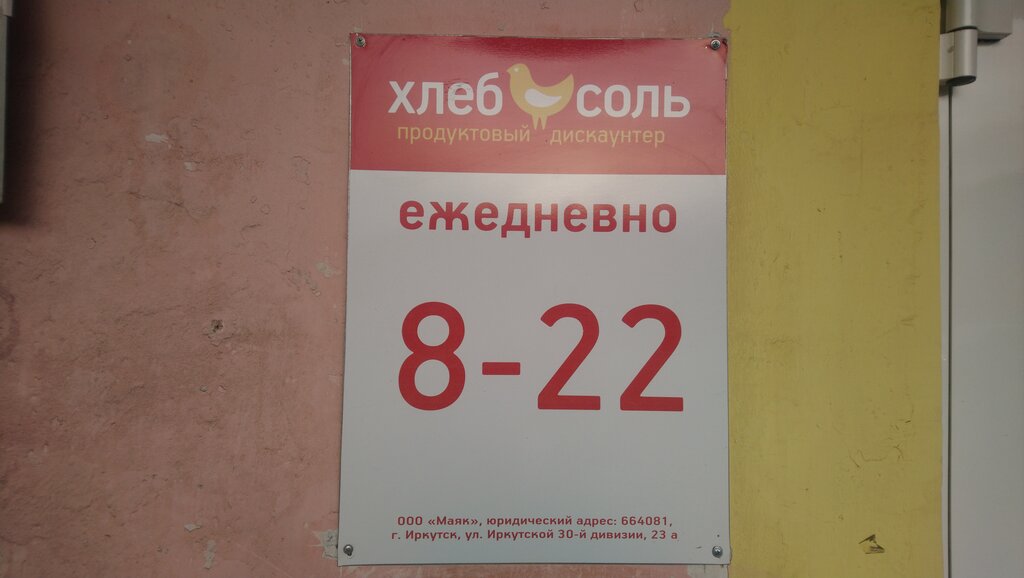 хлеб соль
продуктовый дискаунтер
ежедневно
8-22
ООО «Маяк», юридический адрес: 664081,
г. Иркутск, ул. Иркутской 30-й дивизии, 23 а